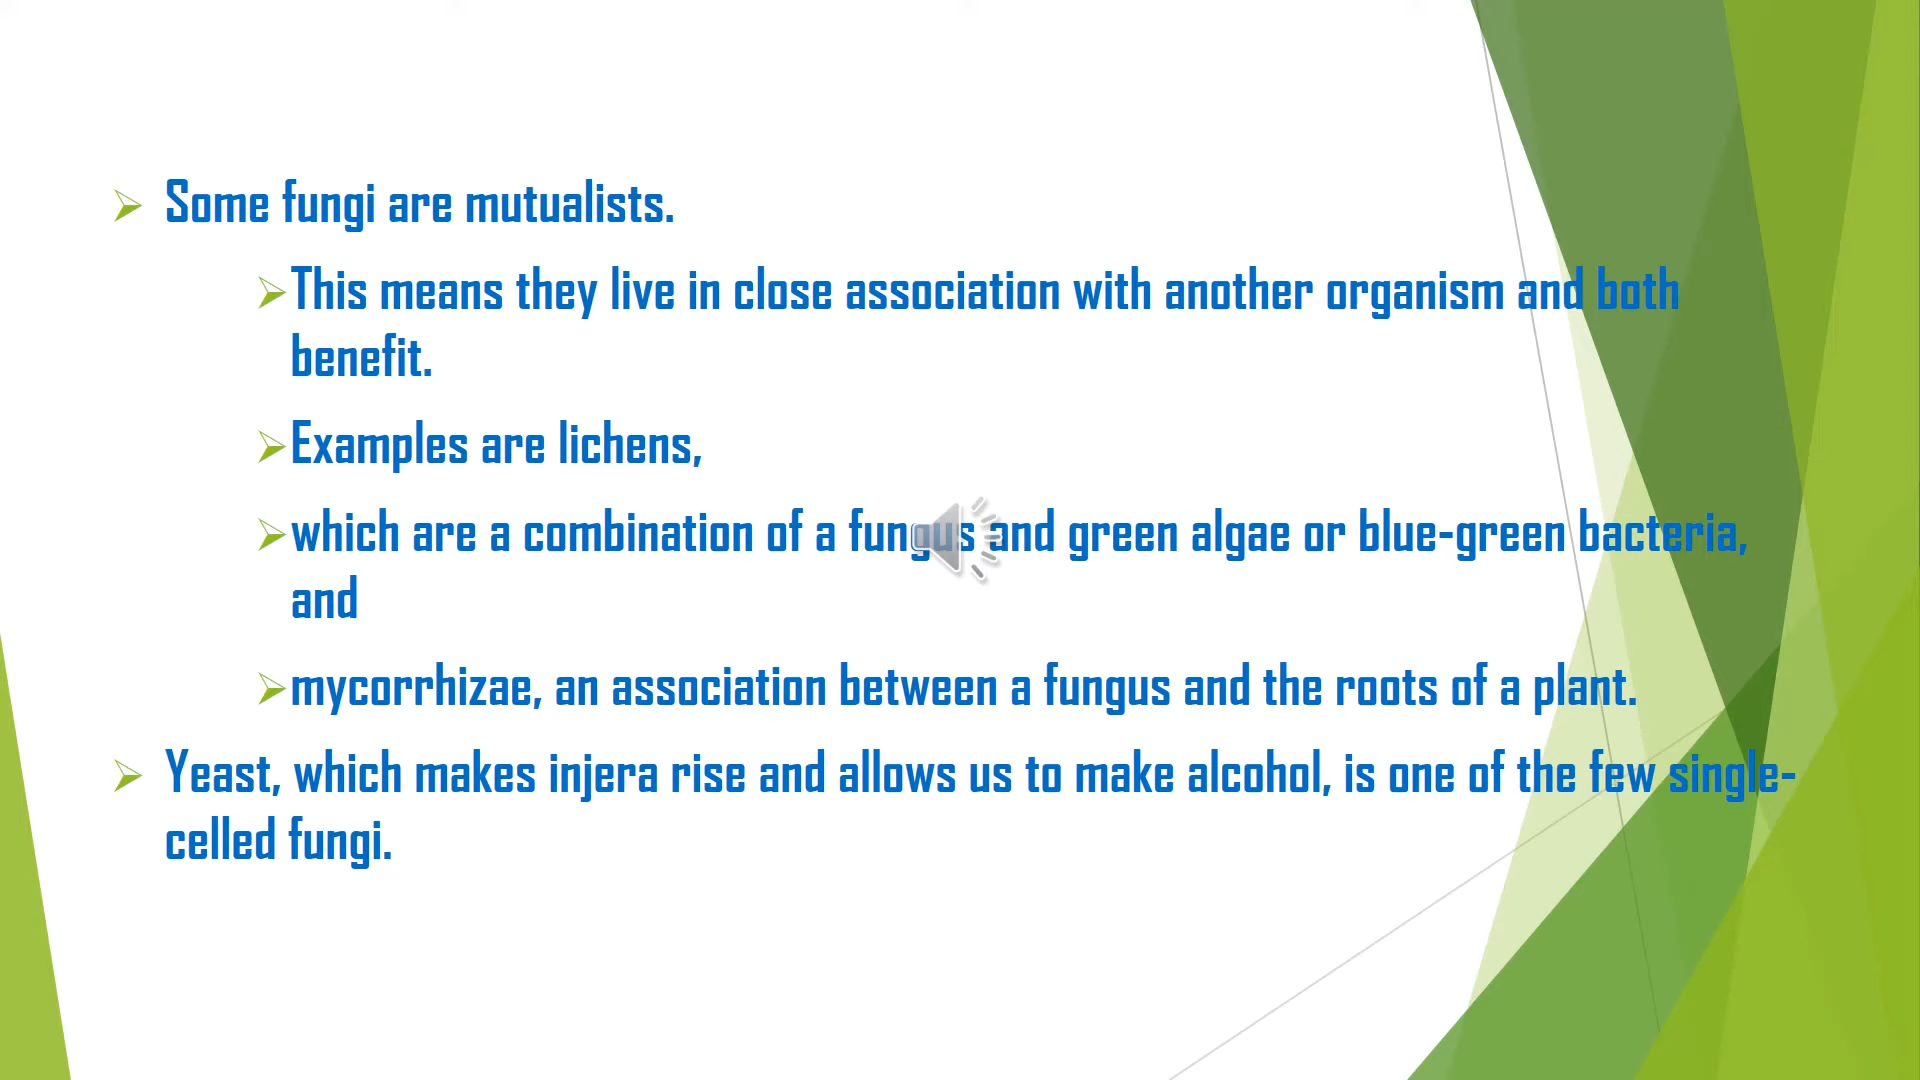 Some fungi are mutualists.
This means they live in close association with another organism and both
benefit.
Examples are lichens,
which are a combination of a fungus and green algae or blue-green bacteria,
and
mycorrhizae, an association between a fungus and the roots of a plant.
Yeast, which makes injera rise and allows us to make alcohol, is one of the few single-
celled fungi.